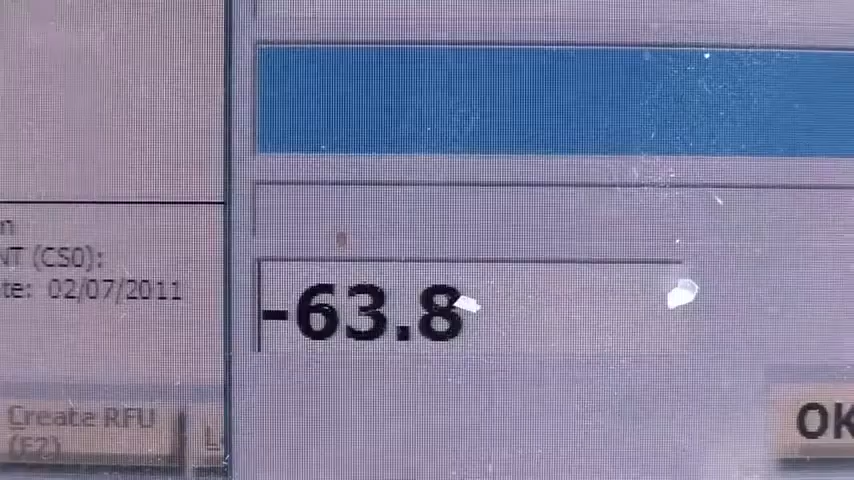 n
NT (CS0):
te: 02/07/2011
-63.8
Create RFU
(F2)
L
OK